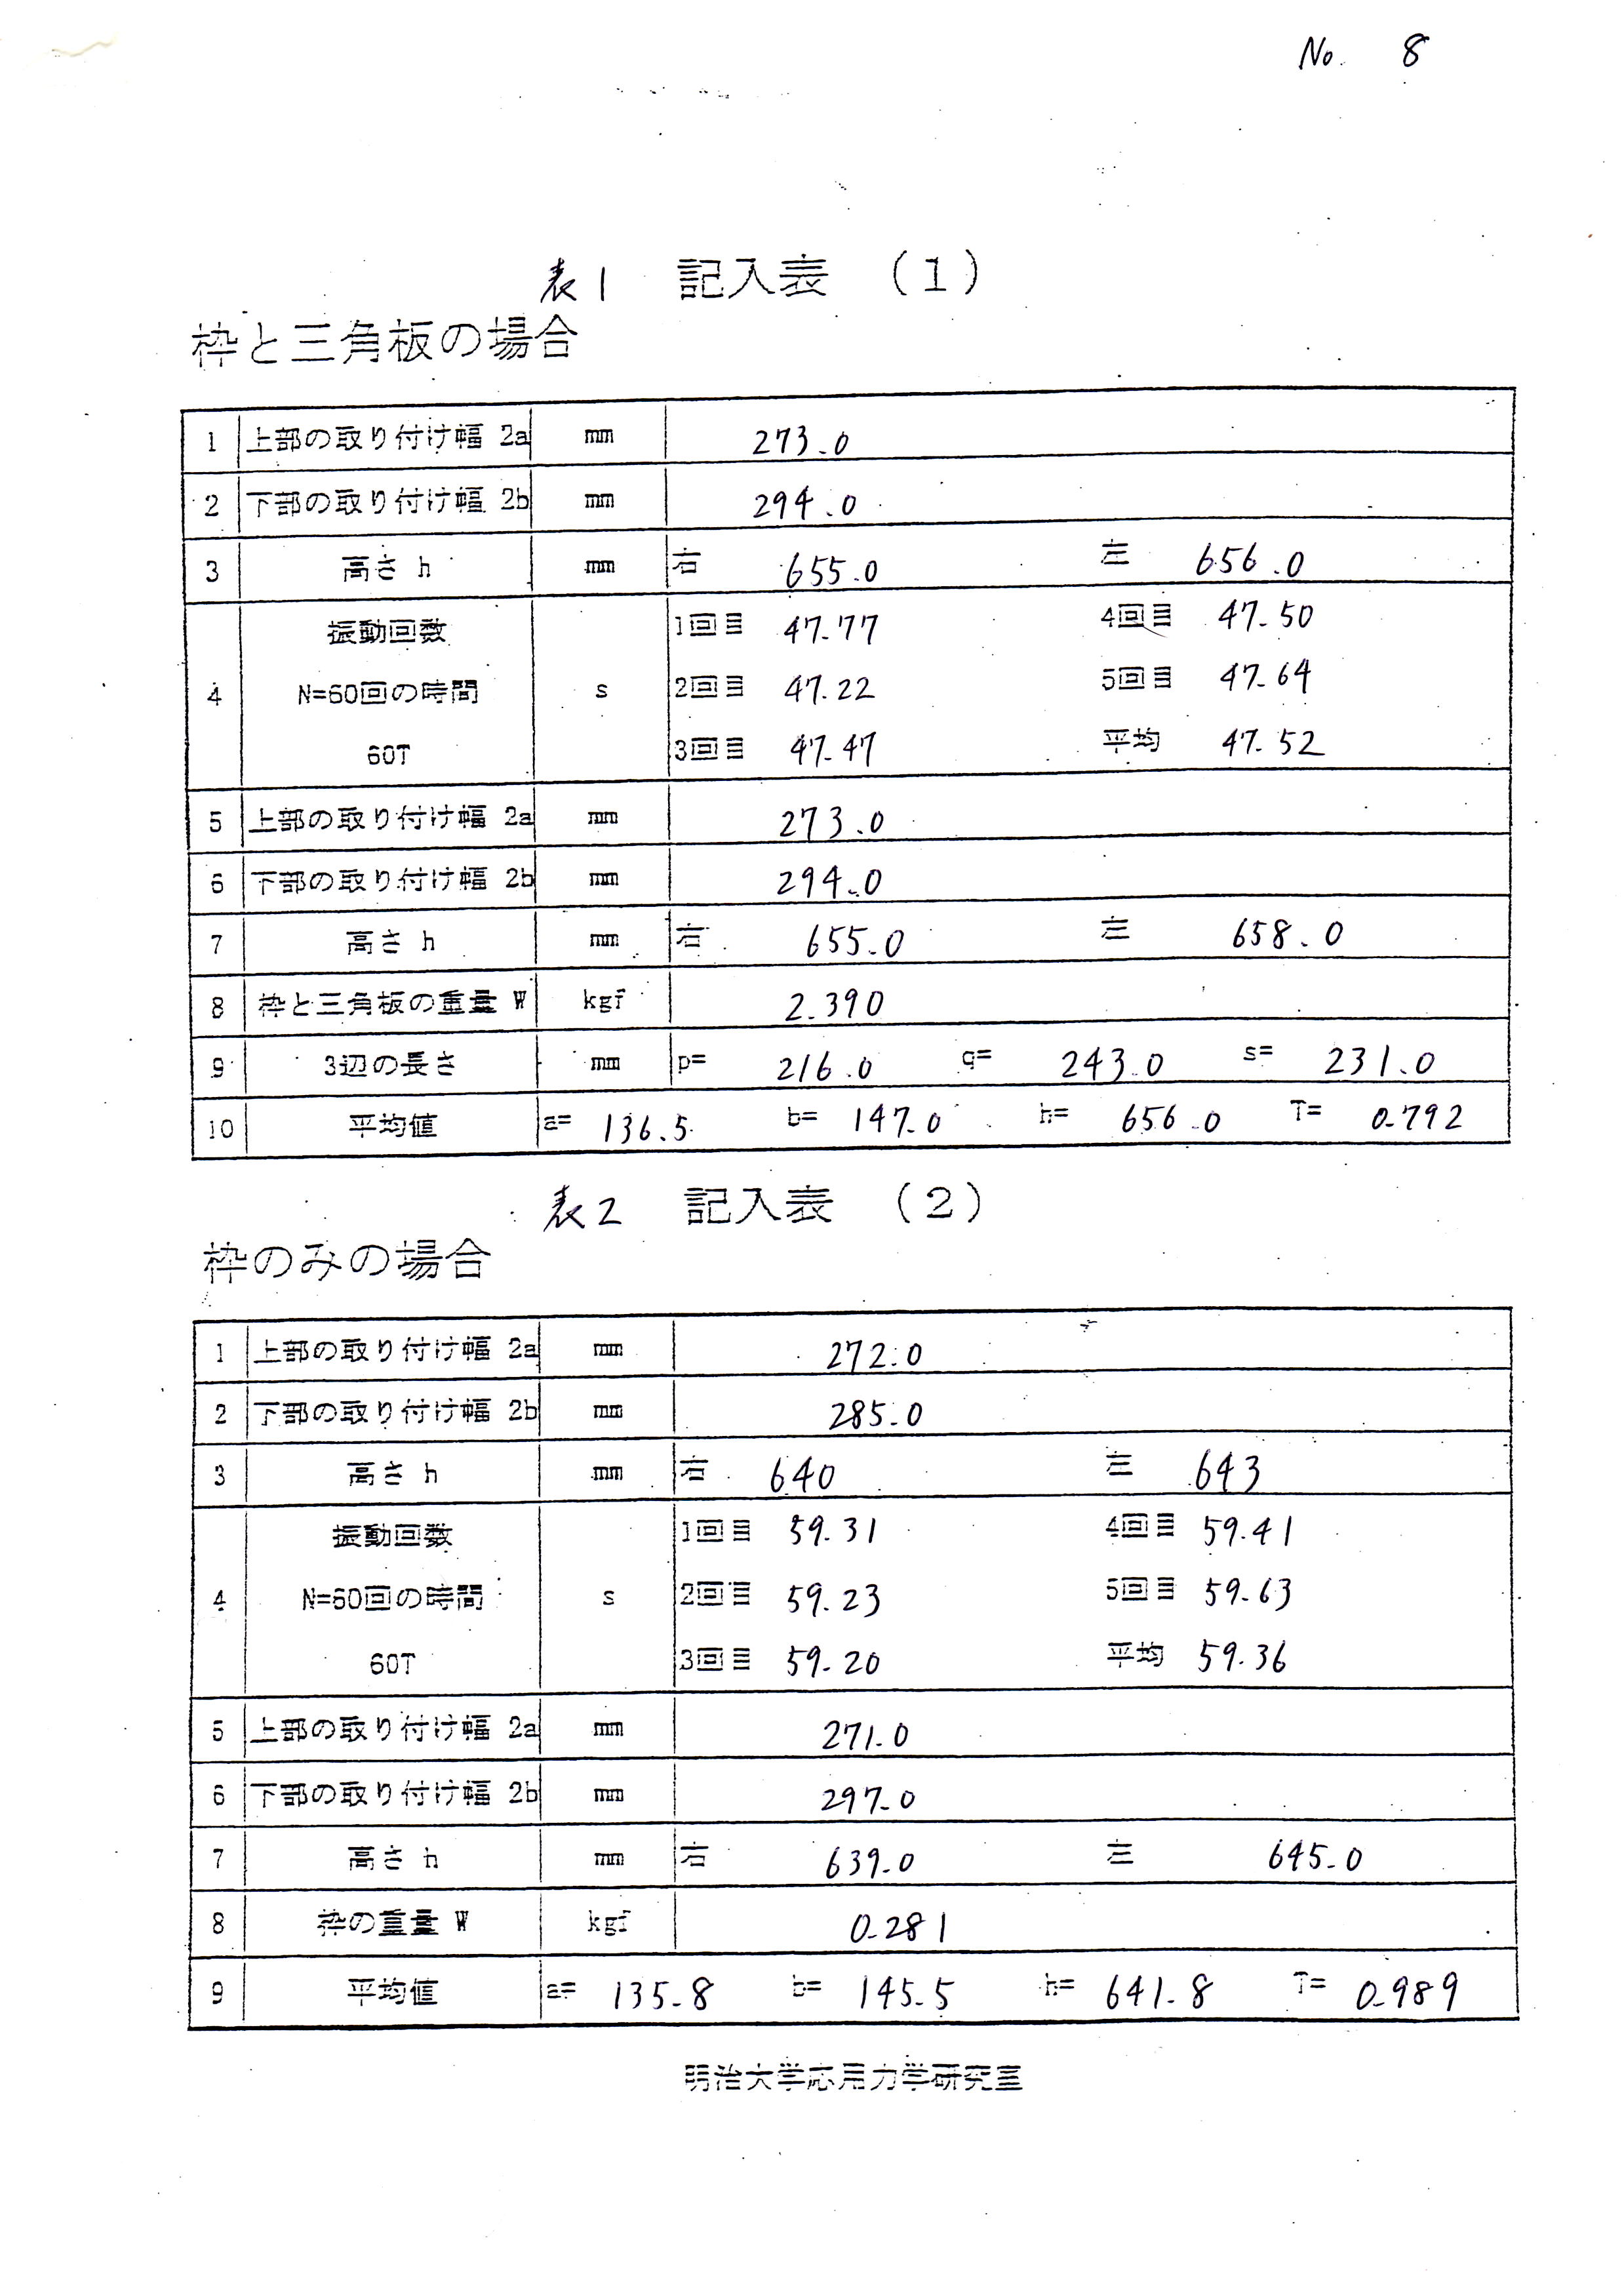 No. 8
表1 記入表 (1)
枠と三角板の場合
1 上部の取り付け幅 2a mm 273.0
2 下部の取り付け幅 2b mm 294.0
3 高さ h mm 右 655.0 左 656.0
振動回数 1回目 47.77 4回目 47.50
4 N=60回の時間 s 2回目 47.22 5回目 47.64
60T 3回目 47.47 平均 47.52
5 上部の取り付け幅 2a mm 273.0
6 下部の取り付け幅 2b mm 294.0
7 高さ h mm 右 655.0 左 658.0
8 枠と三角板の重量 W kgf 2.390
9 3辺の長さ mm p= 216.0 q= 243.0 s= 231.0
10 平均値 a= 136.5 b= 147.0 h= 656.0 T= 0.792
表2 記入表 (2)
枠のみの場合
1 上部の取り付け幅 2a mm 272.0
2 下部の取り付け幅 2b mm 285.0
3 高さ h mm 右 640 左 643
振動回数 1回目 59.31 4回目 59.41
4 N=60回の時間 s 2回目 59.23 5回目 59.63
60T 3回目 59.20 平均 59.36
5 上部の取り付け幅 2a mm 271.0
6 下部の取り付け幅 2b mm 297.0
7 高さ h mm 右 639.0 左 645.0
8 枠の重量 W kgf 0.281
9 平均値 a= 135.8 b= 145.5 h= 641.8 T= 0.989
明治大学応用力学研究室